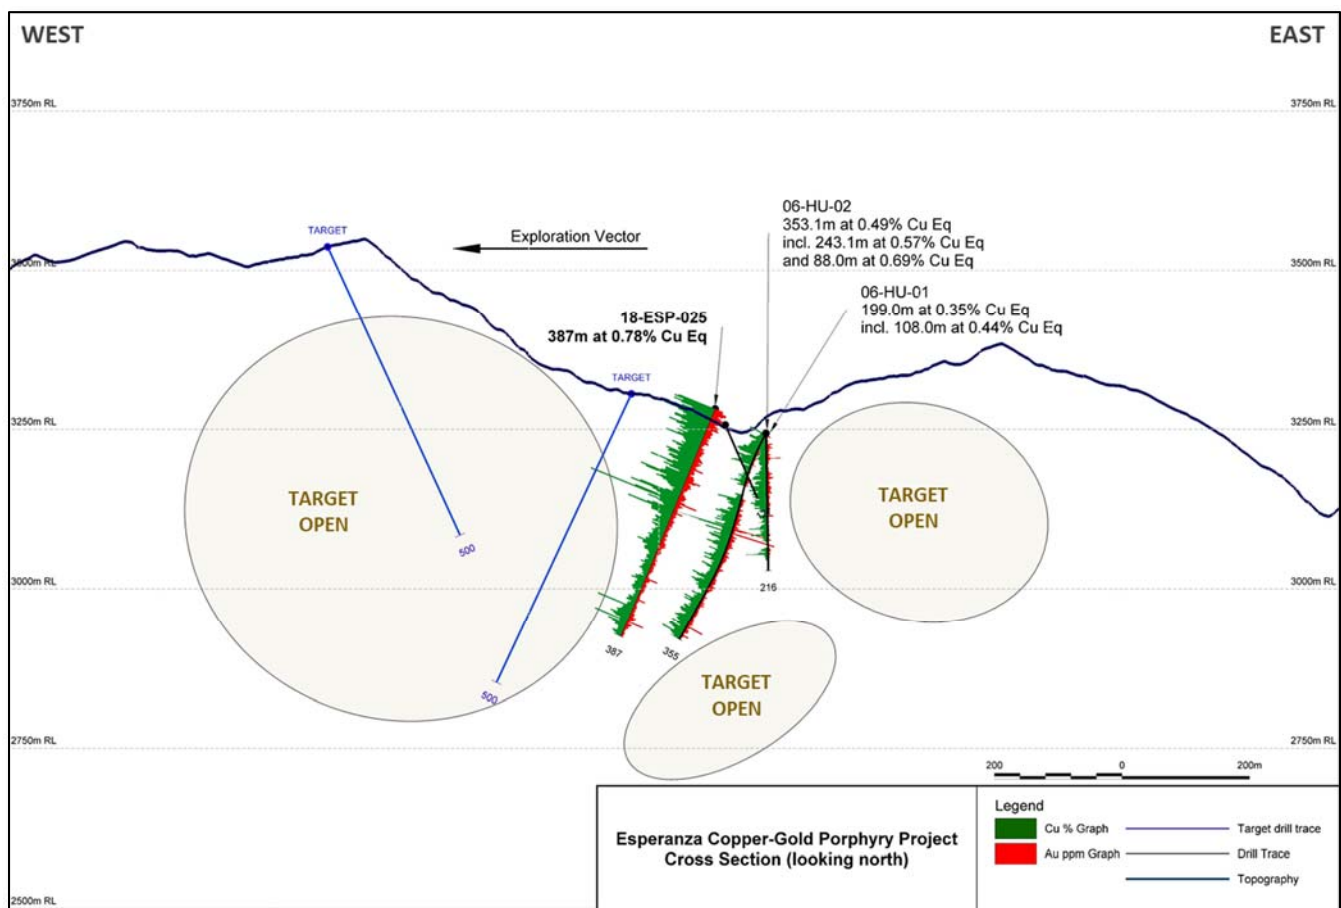 WEST
EAST
3750m RL
3750m RL
06-HU-02
353.1m at 0.49% Cu Eq
incl. 243.1m at 0.57% Cu Eq
and 88.0m at 0.69% Cu Eq
TARGET
Exploration Vector
3500m RL
3500m RL
06-HU-01
199.0m at 0.35% Cu Eq
incl. 108.0m at 0.44% Cu Eq
18-ESP-025
387m at 0.78% Cu Eq
TARGET
3250m RL
3250m RL
TARGET
OPEN
TARGET
OPEN
500
3000m RL
3000m RL
216
387
355
TARGET
OPEN
500
2750m RL
2750m RL
200
0
200m
Esperanza Copper-Gold Porphyry Project
Cross Section (looking north)
Legend
Cu % Graph
Target drill trace
Au ppm Graph
Drill Trace
Topography
2500m RL